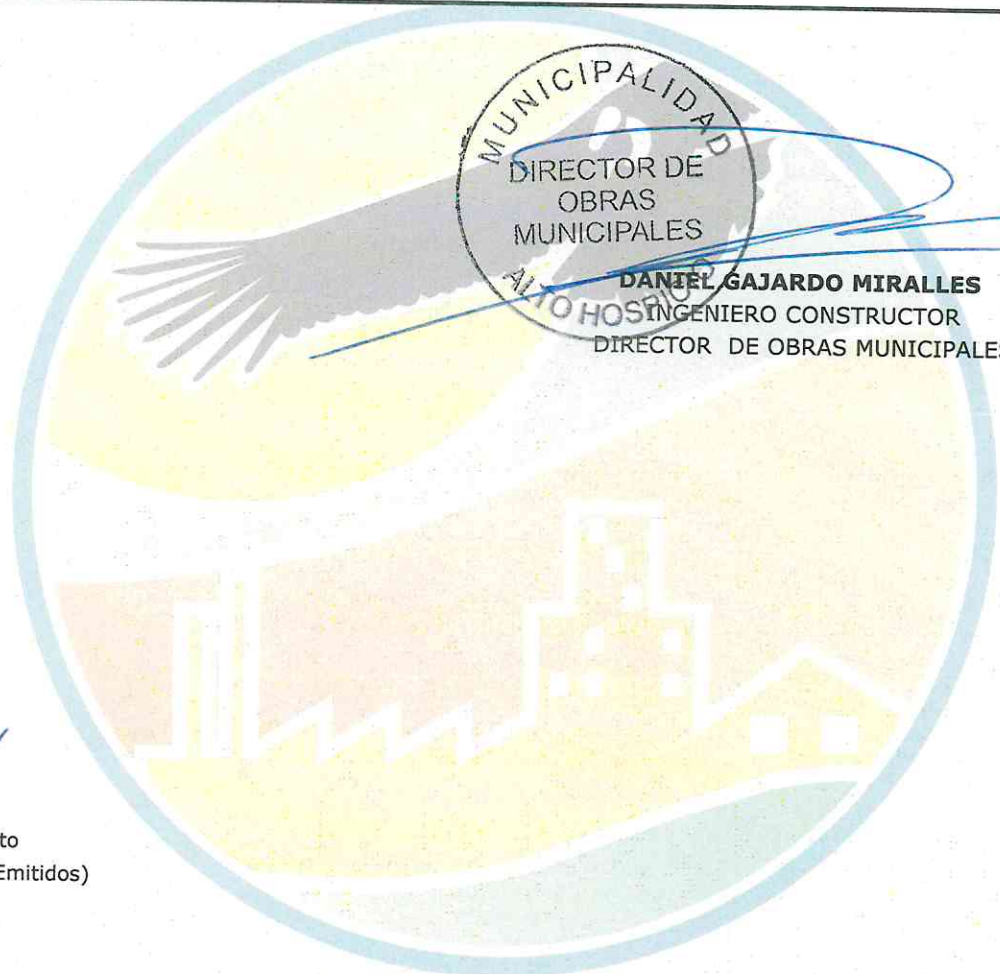 MUNICIPALIDAD
DIRECTOR DE
OBRAS
MUNICIPALES
ALTO HOSPICIO
DANIEL GAJARDO MIRALLES
INGENIERO CONSTRUCTOR
DIRECTOR DE OBRAS MUNICIPALES
to
Emitidos)